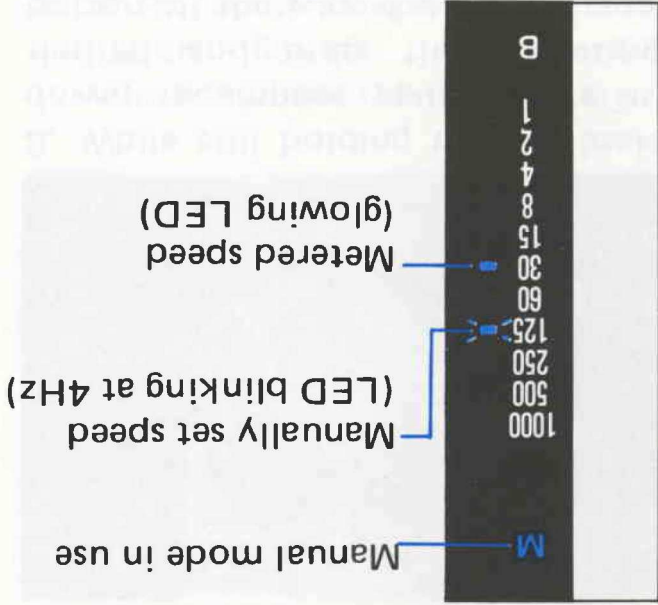 M
Manual mode in use
1000
500
250
125
60
30
15
8
4
2
1
B
Manually set speed
(LED blinking at 4Hz)
Metered speed
(glowing LED)